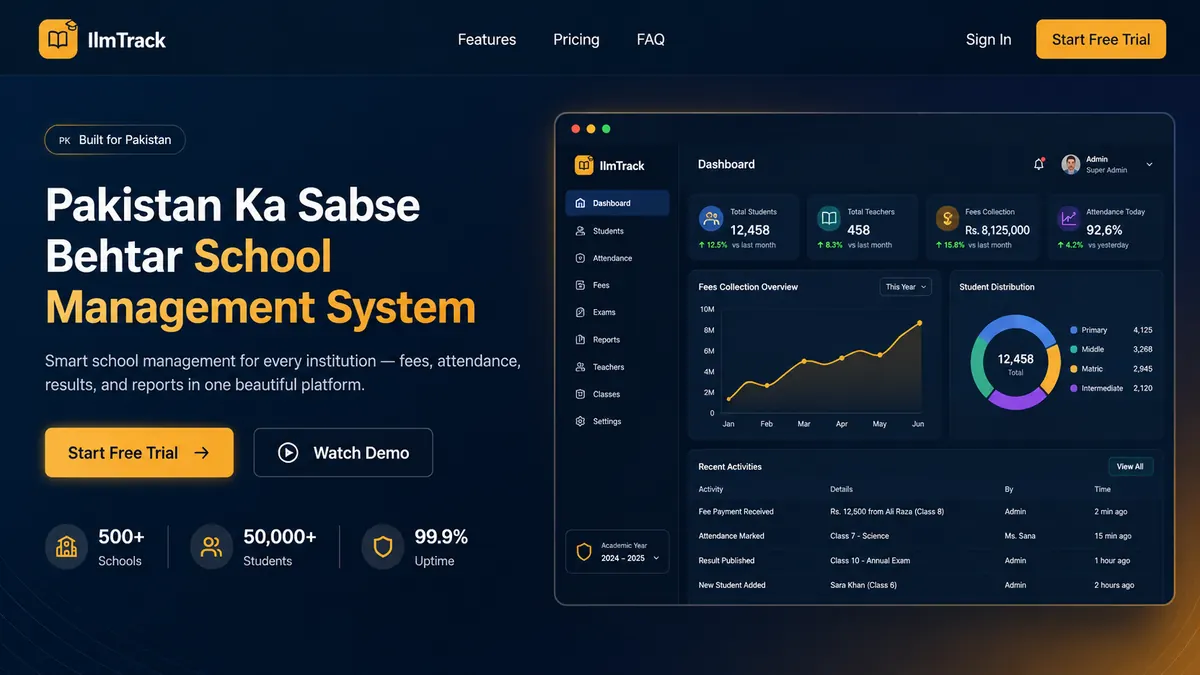 IlmTrack
Features
Pricing
FAQ
Sign In
Start Free Trial
PK Built for Pakistan
Pakistan Ka Sabse
Behtar School
Management System
Smart school management for every institution — fees, attendance,
results, and reports in one beautiful platform.
Start Free Trial →
Watch Demo
500+
Schools
50,000+
Students
99.9%
Uptime
IlmTrack
Dashboard
Students
Attendance
Fees
Exams
Reports
Teachers
Classes
Settings
Academic Year
2024 – 2025
Dashboard
Admin
Super Admin
Total Students
12,458
↑ 12.5% vs last month
Total Teachers
458
↑ 8.3% vs last month
Fees Collection
Rs. 8,125,000
↑ 15.8% vs last month
Attendance Today
92,6%
↑ 4.2% vs yesterday
Fees Collection Overview
This Year
10M
8M
6M
4M
2M
0
Jan Feb Mar Apr May Jun
Student Distribution
12,458
Total
Primary 4,125
Middle 3,268
Matric 2,945
Intermediate 2,120
Recent Activities
View All
Activity Details By Time
Fee Payment Received Rs. 12,500 from Ali Raza (Class 8) Admin 2 min ago
Attendance Marked Class 7 - Science Ms. Sana 15 min ago
Result Published Class 10 - Annual Exam Admin 1 hour ago
New Student Added Sara Khan (Class 6) Admin 2 hours ago